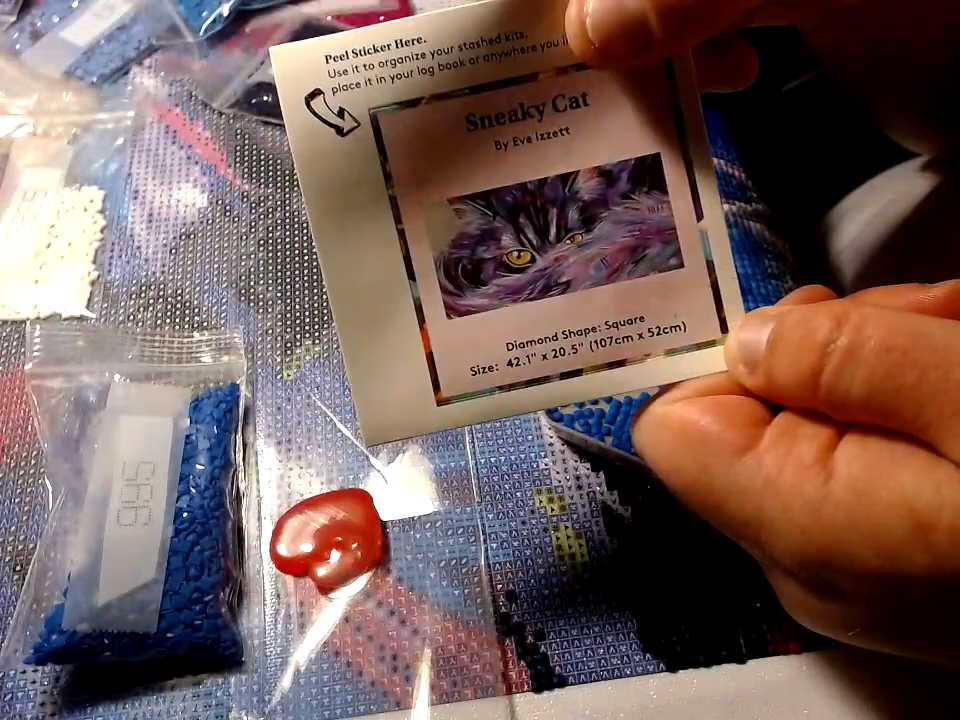 Peel Sticker Here.
Use it to organize your stashed kits,
place it in your log book or anywhere you
Sneaky Cat
By Eve Izzett
Diamond Shape: Square
Size: 42.1" x 20.5" (107cm x 52cm)
995